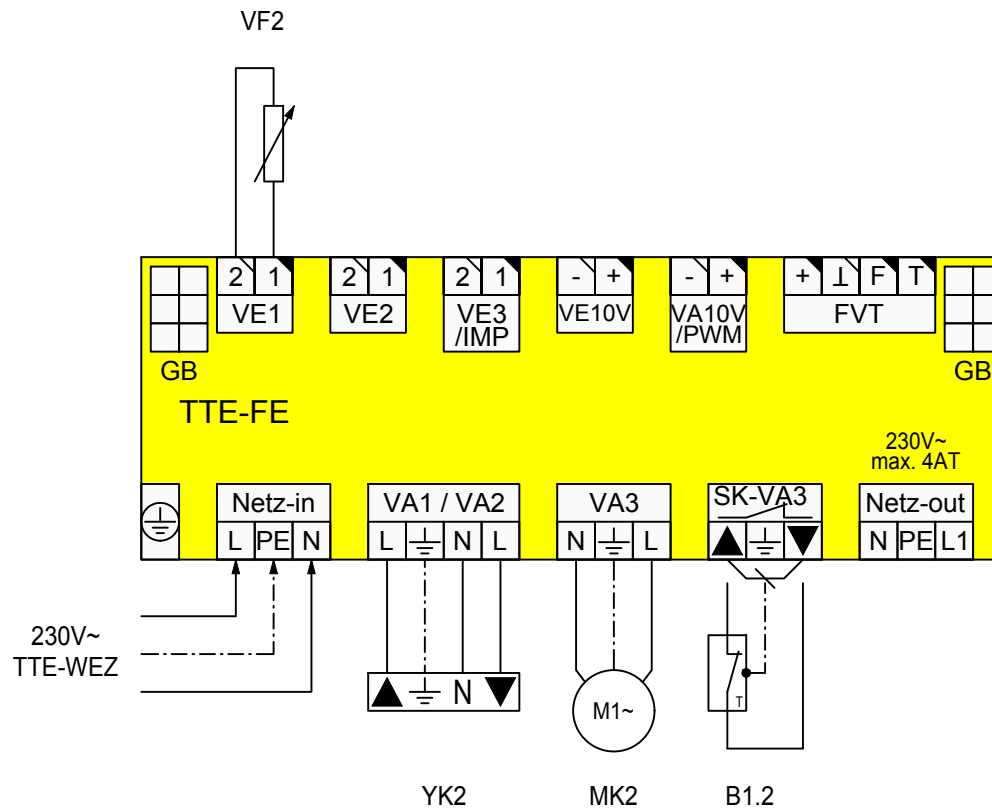 VF2
2 1
VE1
2 1
VE2
2 1
VE3
/IMP
- +
VE10V
- +
VA10V
/PWM
+ ⊥ F T
FVT
GB
GB
TTE-FE
230V~
max. 4AT
Netz-in
L PE N
VA1 / VA2
L N L
VA3
N L
SK-VA3
Netz-out
N PE L1
230V~
TTE-WEZ
N
M1~
T
YK2
MK2
B1.2